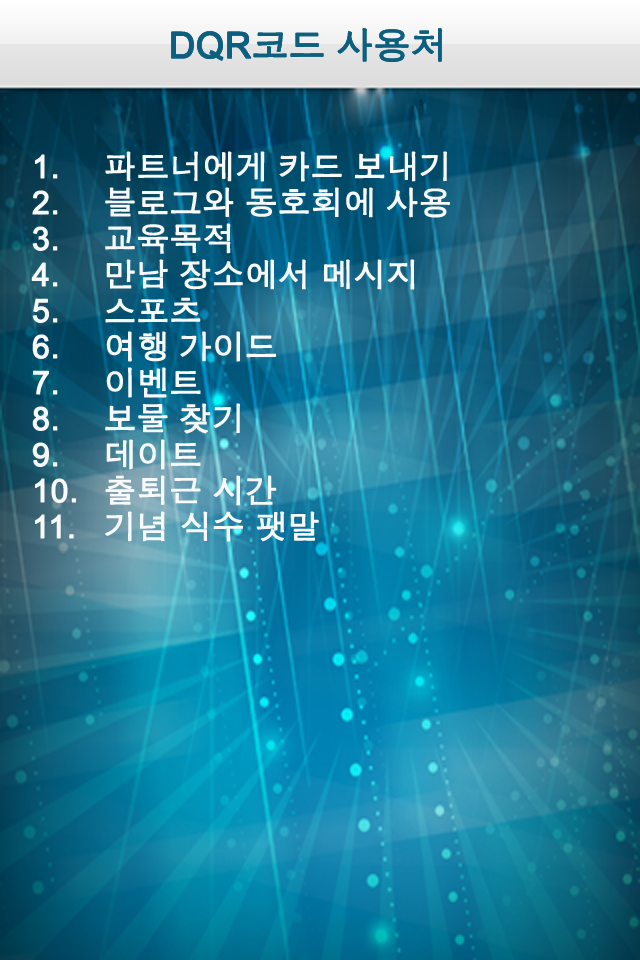 DQR코드 사용처
1. 파트너에게 카드 보내기
2. 블로그와 동호회에 사용
3. 교육목적
4. 만남 장소에서 메시지
5. 스포츠
6. 여행 가이드
7. 이벤트
8. 보물 찾기
9. 데이트
10. 출퇴근 시간
11. 기념 식수 팻말